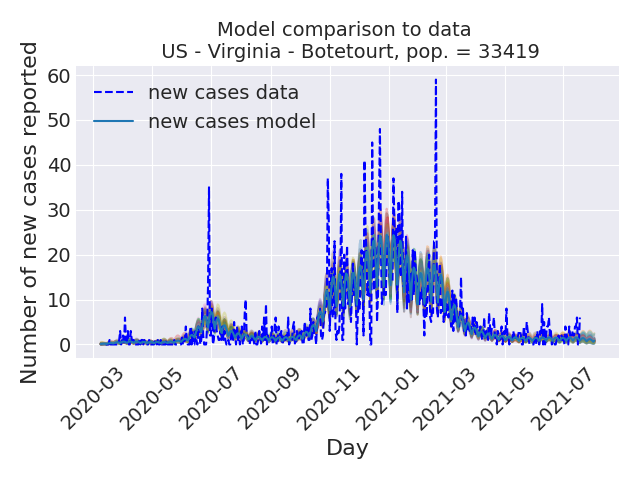 Model comparison to data
US - Virginia - Botetourt, pop. = 33419
Number of new cases reported
60
50
40
30
20
10
0
new cases data
new cases model
2020-03
2020-05
2020-07
2020-09
2020-11
2021-01
2021-03
2021-05
2021-07
Day